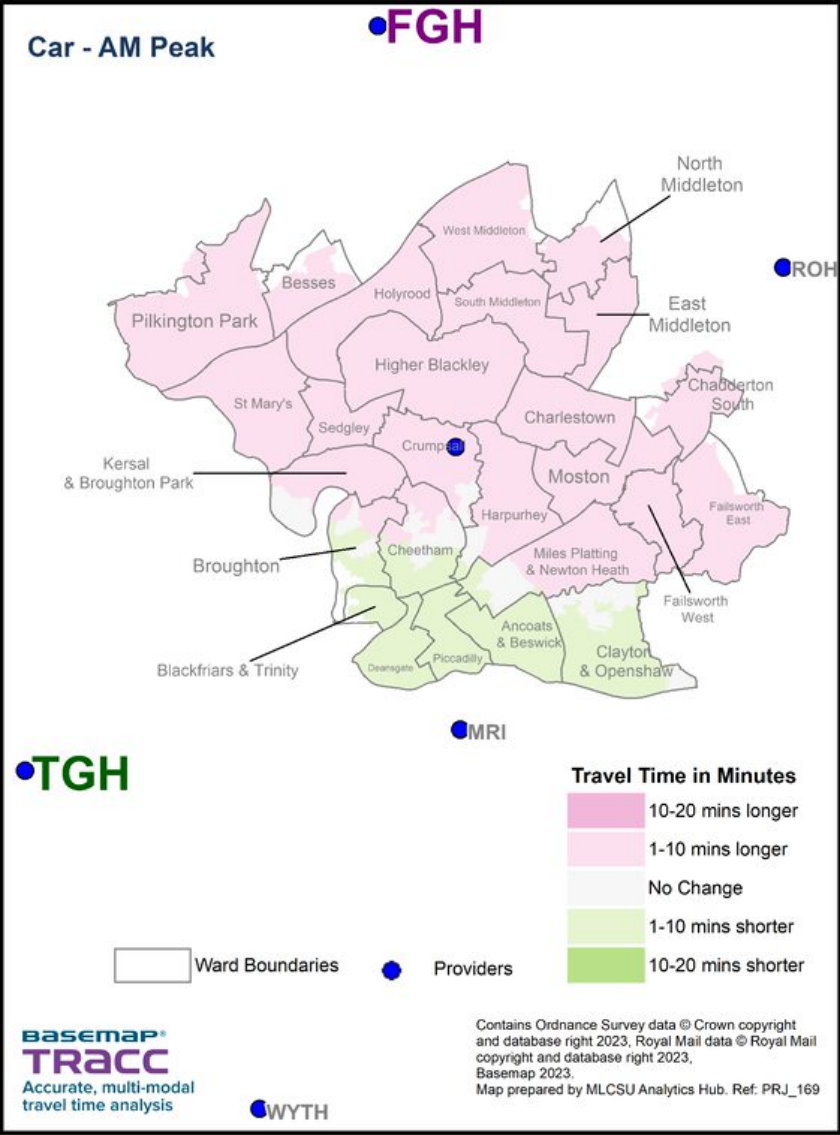 FGH
Car - AM Peak
North
Middleton
West Middleton
ROH
Besses
Holyrood
South Middleton
East
Middleton
Pilkington Park
Higher Blackley
Chadderton
South
St Mary's
Charlestown
Sedgley
Crumpsall
Kersal
& Broughton Park
Moston
Harpurhey
Failsworth
East
Cheetham
Miles Platting
& Newton Heath
Broughton
Failsworth
West
Ancoats
& Beswick
Clayton
& Openshaw
Blackfriars & Trinity
Deansgate
Piccadilly
MRI
TGH
Travel Time in Minutes
10-20 mins longer
1-10 mins longer
No Change
1-10 mins shorter
10-20 mins shorter
Ward Boundaries
Providers
BASEMAP®
TRACC
Accurate, multi-modal
travel time analysis
Contains Ordnance Survey data © Crown copyright
and database right 2023, Royal Mail data © Royal Mail
copyright and database right 2023,
Basemap 2023.
Map prepared by MLCSU Analytics Hub. Ref: PRJ_169
WYTH